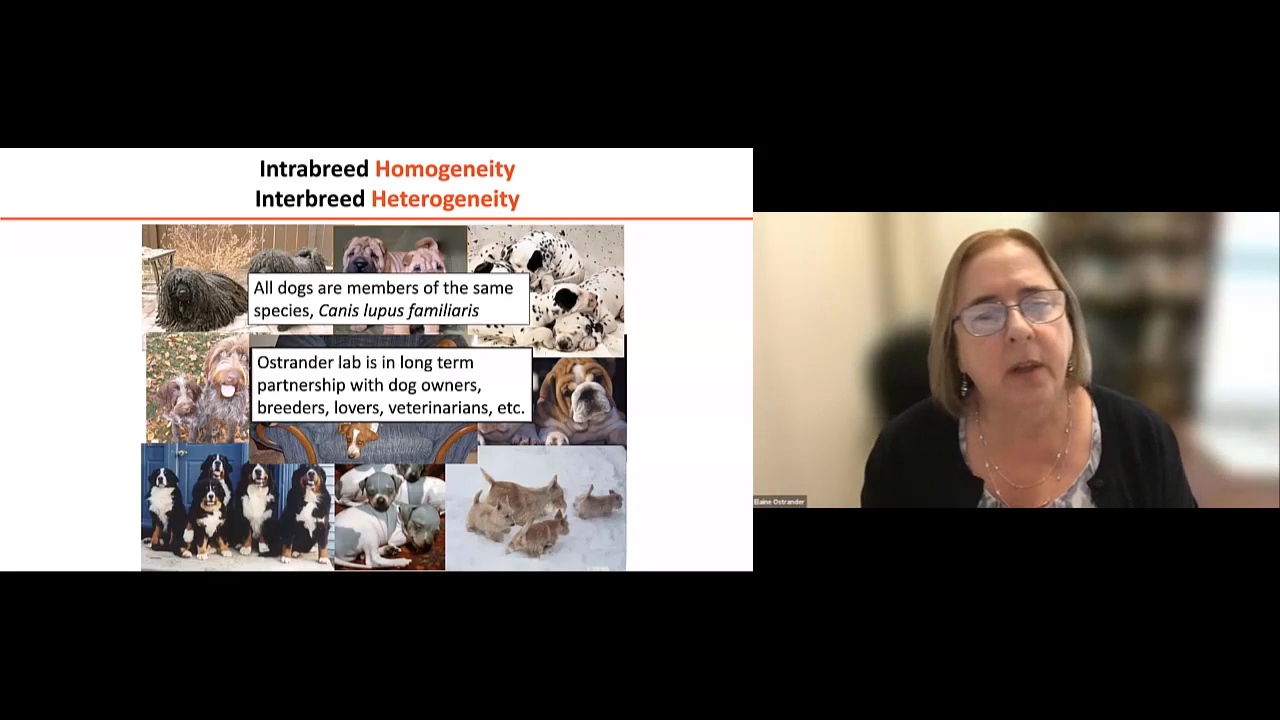 Intrabreed Homogeneity
Interbreed Heterogeneity
All dogs are members of the same
species, Canis lupus familiaris
Ostrander lab is in long term
partnership with dog owners,
breeders, lovers, veterinarians, etc.
Elaine Ostrander